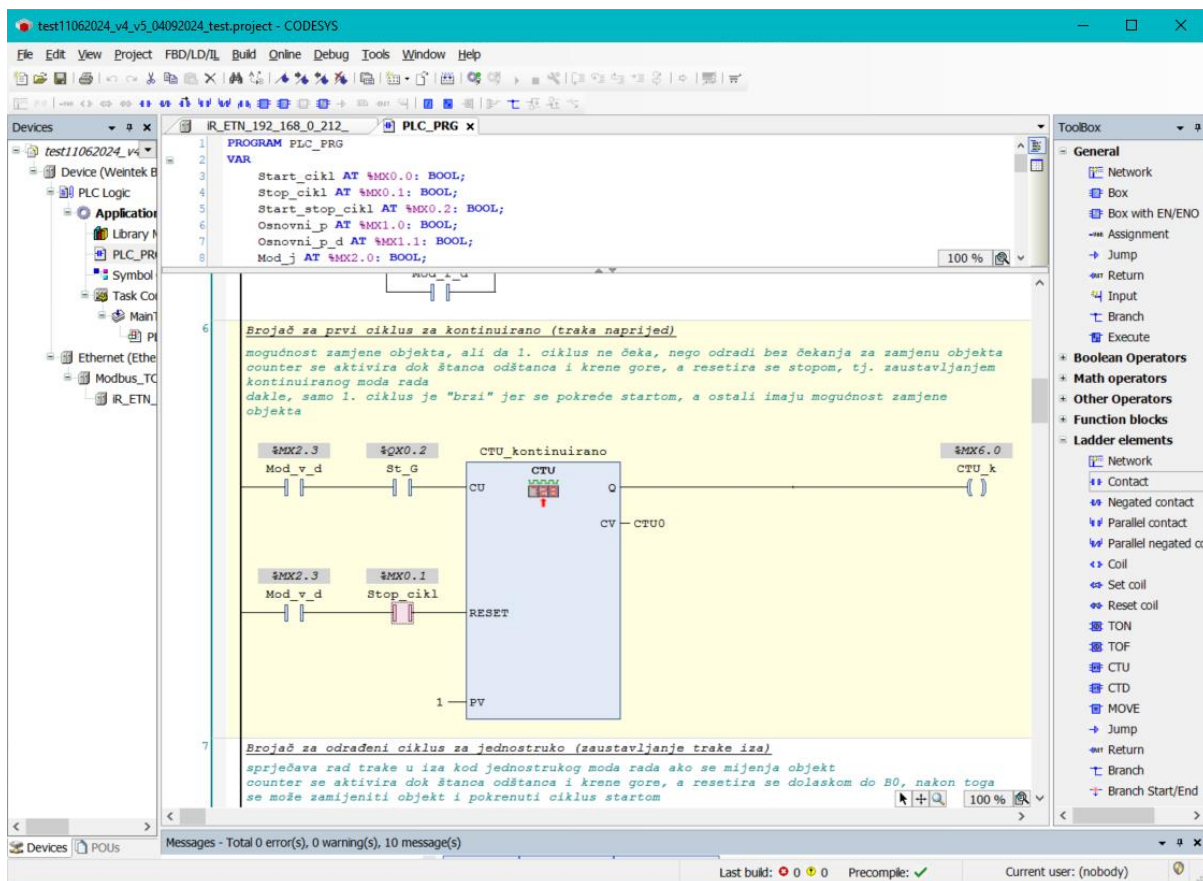 test11062024_v4_v5_04092024_test.project - CODESYS
File Edit View Project FBD/LD/IL Build Online Debug Tools Window Help
Devices
test11062024_v4
Device (Weintek B
PLC Logic
Application
Library M
PLC_PR
Symbol
Task Co
MainT
Ethernet (Ethe
Modbus_TC
iR_ETN_
Devices POUs
iR_ETN_192_168_0_212_ PLC_PRG
1 PROGRAM PLC_PRG
2 VAR
3 Start_cikl AT %MX0.0: BOOL;
4 Stop_cikl AT %MX0.1: BOOL;
5 Start_stop_cikl AT %MX0.2: BOOL;
6 Osnovni_p AT %MX1.0: BOOL;
7 Osnovni_p_d AT %MX1.1: BOOL;
8 Mod_j AT %MX2.0: BOOL;
100 %
6 Brojač za prvi ciklus za kontinuirano (traka naprijed)
mogućnost zamjene objekta, ali da 1. ciklus ne čeka, nego odradi bez čekanja za zamjenu objekta
counter se aktivira dok štanca odštanca i krene gore, a resetira se stopom, tj. zaustavljanjem
kontinuiranog moda rada
dakle, samo 1. ciklus je "brzi" jer se pokreće startom, a ostali imaju mogućnost zamjene
objekta
%MX2.3 %QX0.2 CTU_kontinuirano %MX6.0
Mod_v_d St_G CTU CTU_k
CU Q
CV CTU0
%MX2.3 %MX0.1
Mod_v_d Stop_cikl
RESET
1 PV
7 Brojač za odrađeni ciklus za jednostruko (zaustavljanje trake iza)
sprječava rad trake u iza kod jednostrukog moda rada ako se mijenja objekt
counter se aktivira dok štanca odštanca i krene gore, a resetira se dolaskom do B0, nakon toga
se može zamijeniti objekt i pokrenuti ciklus startom
100 %
ToolBox
General
Network
Box
Box with EN/ENO
Assignment
Jump
Return
Input
Branch
Execute
Boolean Operators
Math operators
Other Operators
Function blocks
Ladder elements
Network
Contact
Negated contact
Parallel contact
Parallel negated co
Coil
Set coil
Reset coil
TON
TOF
CTU
CTD
MOVE
Jump
Return
Branch
Branch Start/End
Messages - Total 0 error(s), 0 warning(s), 10 message(s)
Last build: 0 0 Precompile: Current user: (nobody)